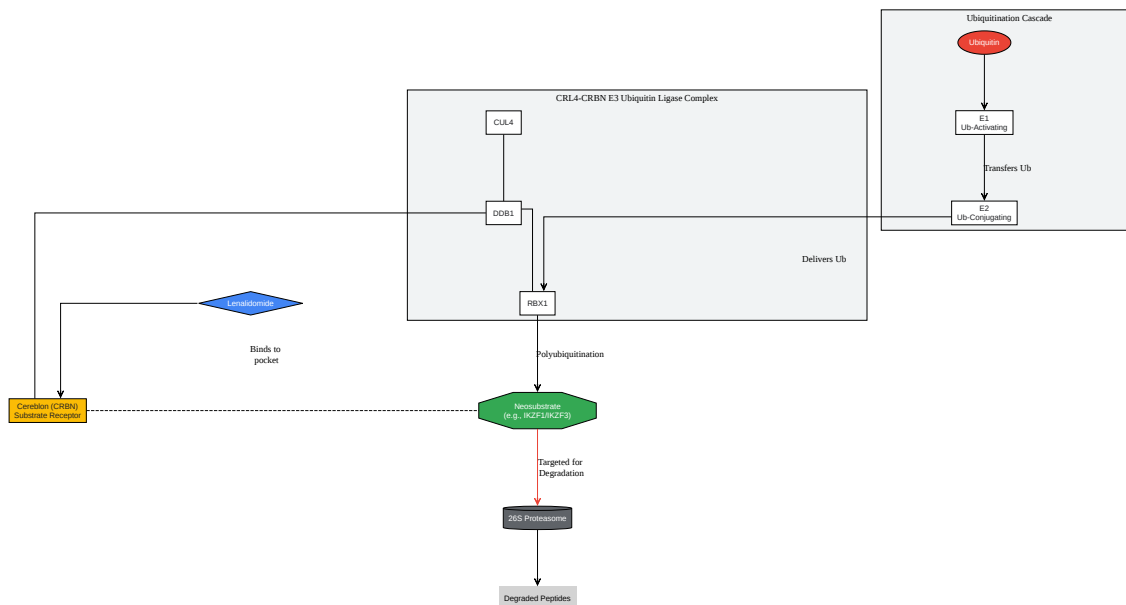 Ubiquitination Cascade
Ubiquitin
CRL4-CRBN E3 Ubiquitin Ligase Complex
CUL4
E1
Ub-Activating
Transfers Ub
DDB1
E2
Ub-Conjugating
Delivers Ub
Lenalidomide
RBX1
Binds to
pocket
Polyubiquitination
Cereblon (CRBN)
Substrate Receptor
Neosubstrate
(e.g., IKZF1/IKZF3)
Targeted for
Degradation
26S Proteasome
Degraded Peptides